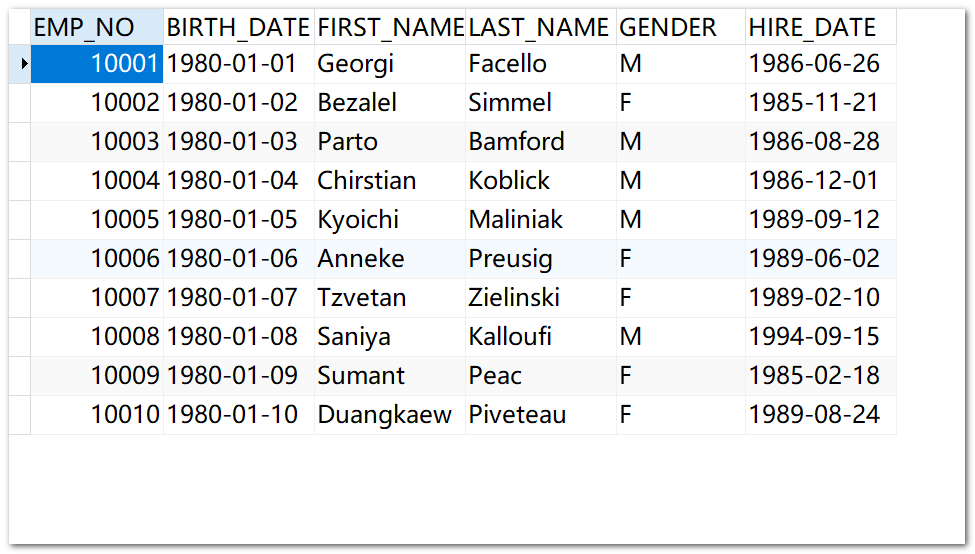 EMP_NO BIRTH_DATE FIRST_NAME LAST_NAME GENDER HIRE_DATE
10001 1980-01-01 Georgi Facello M 1986-06-26
10002 1980-01-02 Bezalel Simmel F 1985-11-21
10003 1980-01-03 Parto Bamford M 1986-08-28
10004 1980-01-04 Chirstian Koblick M 1986-12-01
10005 1980-01-05 Kyoichi Maliniak M 1989-09-12
10006 1980-01-06 Anneke Preusig F 1989-06-02
10007 1980-01-07 Tzvetan Zielinski F 1989-02-10
10008 1980-01-08 Saniya Kalloufi M 1994-09-15
10009 1980-01-09 Sumant Peac F 1985-02-18
10010 1980-01-10 Duangkaew Piveteau F 1989-08-24